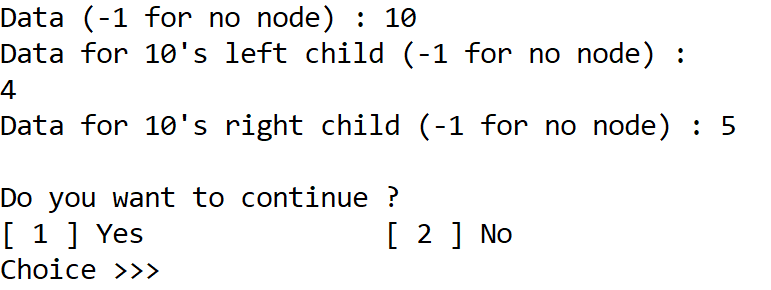 Data (-1 for no node) : 10
Data for 10's left child (-1 for no node) :
4
Data for 10's right child (-1 for no node) : 5
Do you want to continue ?
[ 1 ] Yes [ 2 ] No
Choice >>>